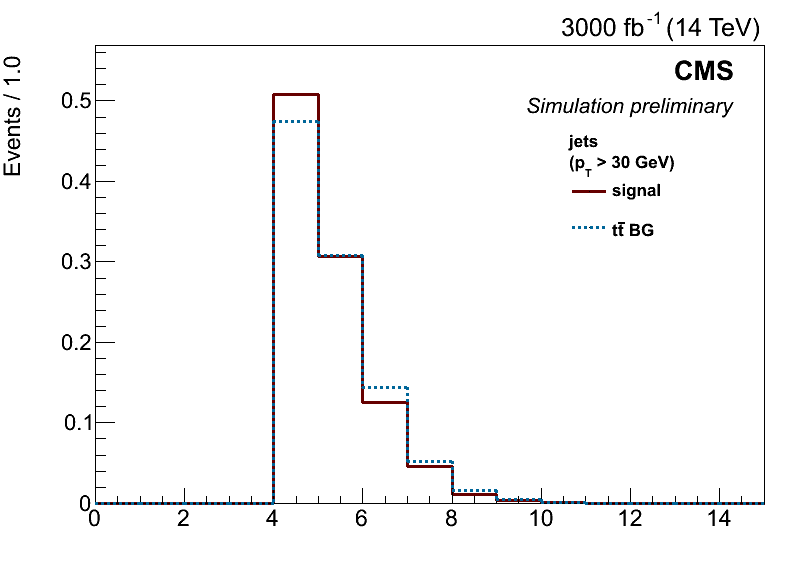 3000 fb⁻¹ (14 TeV)
Events / 1.0
CMS
Simulation preliminary
jets
(p_T > 30 GeV)
signal
tt̄ BG
0.5
0.4
0.3
0.2
0.1
0
0 2 4 6 8 10 12 14